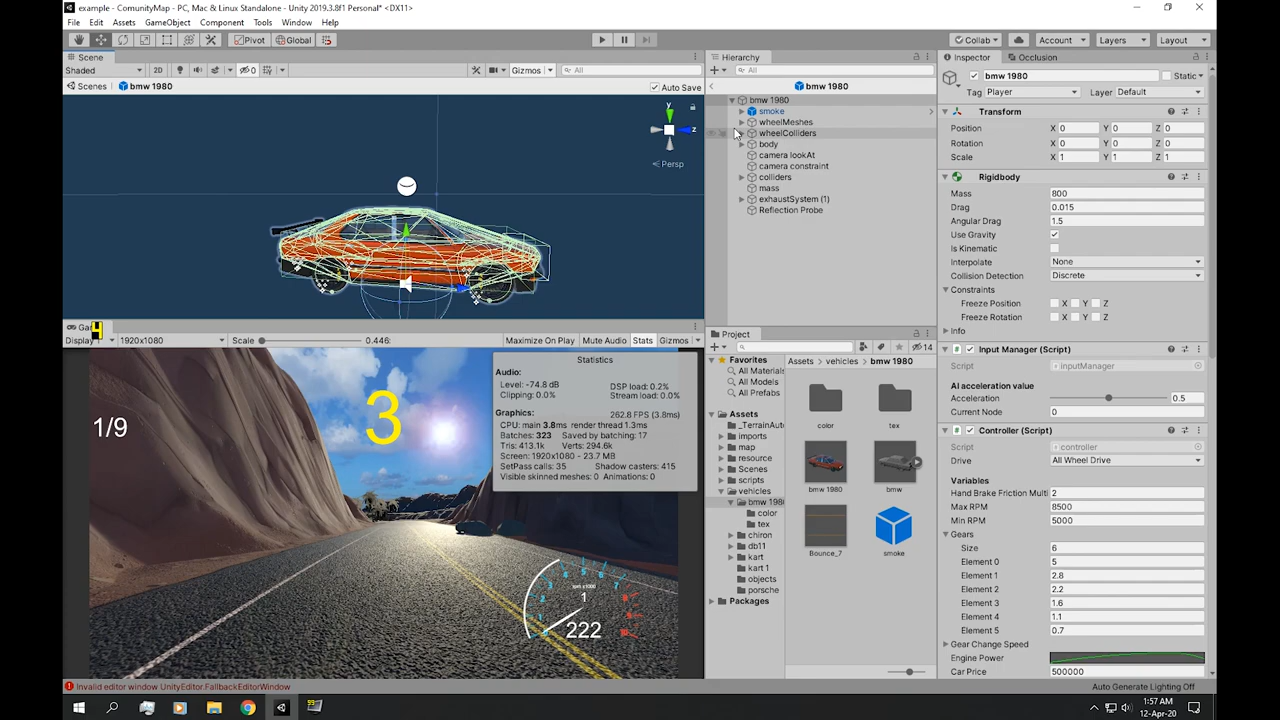 example - ComunityMap - PC, Mac & Linux Standalone - Unity 2019.3.8f1 Personal* <DX11>
File Edit Assets GameObject Component Tools Window Help
Pivot Global Collab Account Layers Layout
Scene
Shaded 2D 0 Gizmos All
Scenes bmw 1980 Auto Save
y
z
Persp
Hierarchy
All
bmw 1980
bmw 1980
smoke
wheelMeshes
wheelColliders
body
camera lookAt
camera constraint
colliders
mass
exhaustSystem (1)
Reflection Probe
Inspector Occlusion
bmw 1980 Static
Tag Player Layer Default
Transform
Position X 0 Y 0 Z 0
Rotation X 0 Y 0 Z 0
Scale X 1 Y 1 Z 1
Rigidbody
Mass 800
Drag 0.015
Angular Drag 1.5
Use Gravity
Is Kinematic
Interpolate None
Collision Detection Discrete
Constraints
Freeze Position X Y Z
Freeze Rotation X Y Z
Info
Input Manager (Script)
Script inputManager
AI acceleration value
Acceleration 0.5
Current Node 0
Controller (Script)
Script controller
Drive All Wheel Drive
Variables
Hand Brake Friction Multi 2
Max RPM 8500
Min RPM 5000
Gears
Size 6
Element 0 5
Element 1 2.8
Element 2 2.2
Element 3 1.6
Element 4 1.1
Element 5 0.7
Gear Change Speed
Engine Power
Car Price 500000
Display 1920x1080 Scale 0.446: Maximize On Play Mute Audio Stats Gizmos
1/9
3
Statistics
Audio:
Level: -74.8 dB DSP load: 0.2%
Clipping: 0.0% Stream load: 0.0%
Graphics: 262.8 FPS (3.8ms)
CPU: main 3.8ms render thread 1.3ms
Batches: 323 Saved by batching: 17
Tris: 413.1k Verts: 294.6k
Screen: 1920x1080 - 23.7 MB
SetPass calls: 35 Shadow casters: 415
Visible skinned meshes: 0 Animations: 0
1
222
Project
14
Favorites
All Material
All Models
All Prefabs
Assets
_TerrainAut
imports
map
resource
Scenes
scripts
vehicles
bmw 198
color
tex
chiron
db11
kart
kart 1
objects
porsche
Packages
Assets vehicles bmw 1980
color tex
bmw 1980 bmw
Bounce_7 smoke
Invalid editor window UnityEditor.FallbackEditorWindow
Auto Generate Lighting Off
99
1:57 AM
12-Apr-20